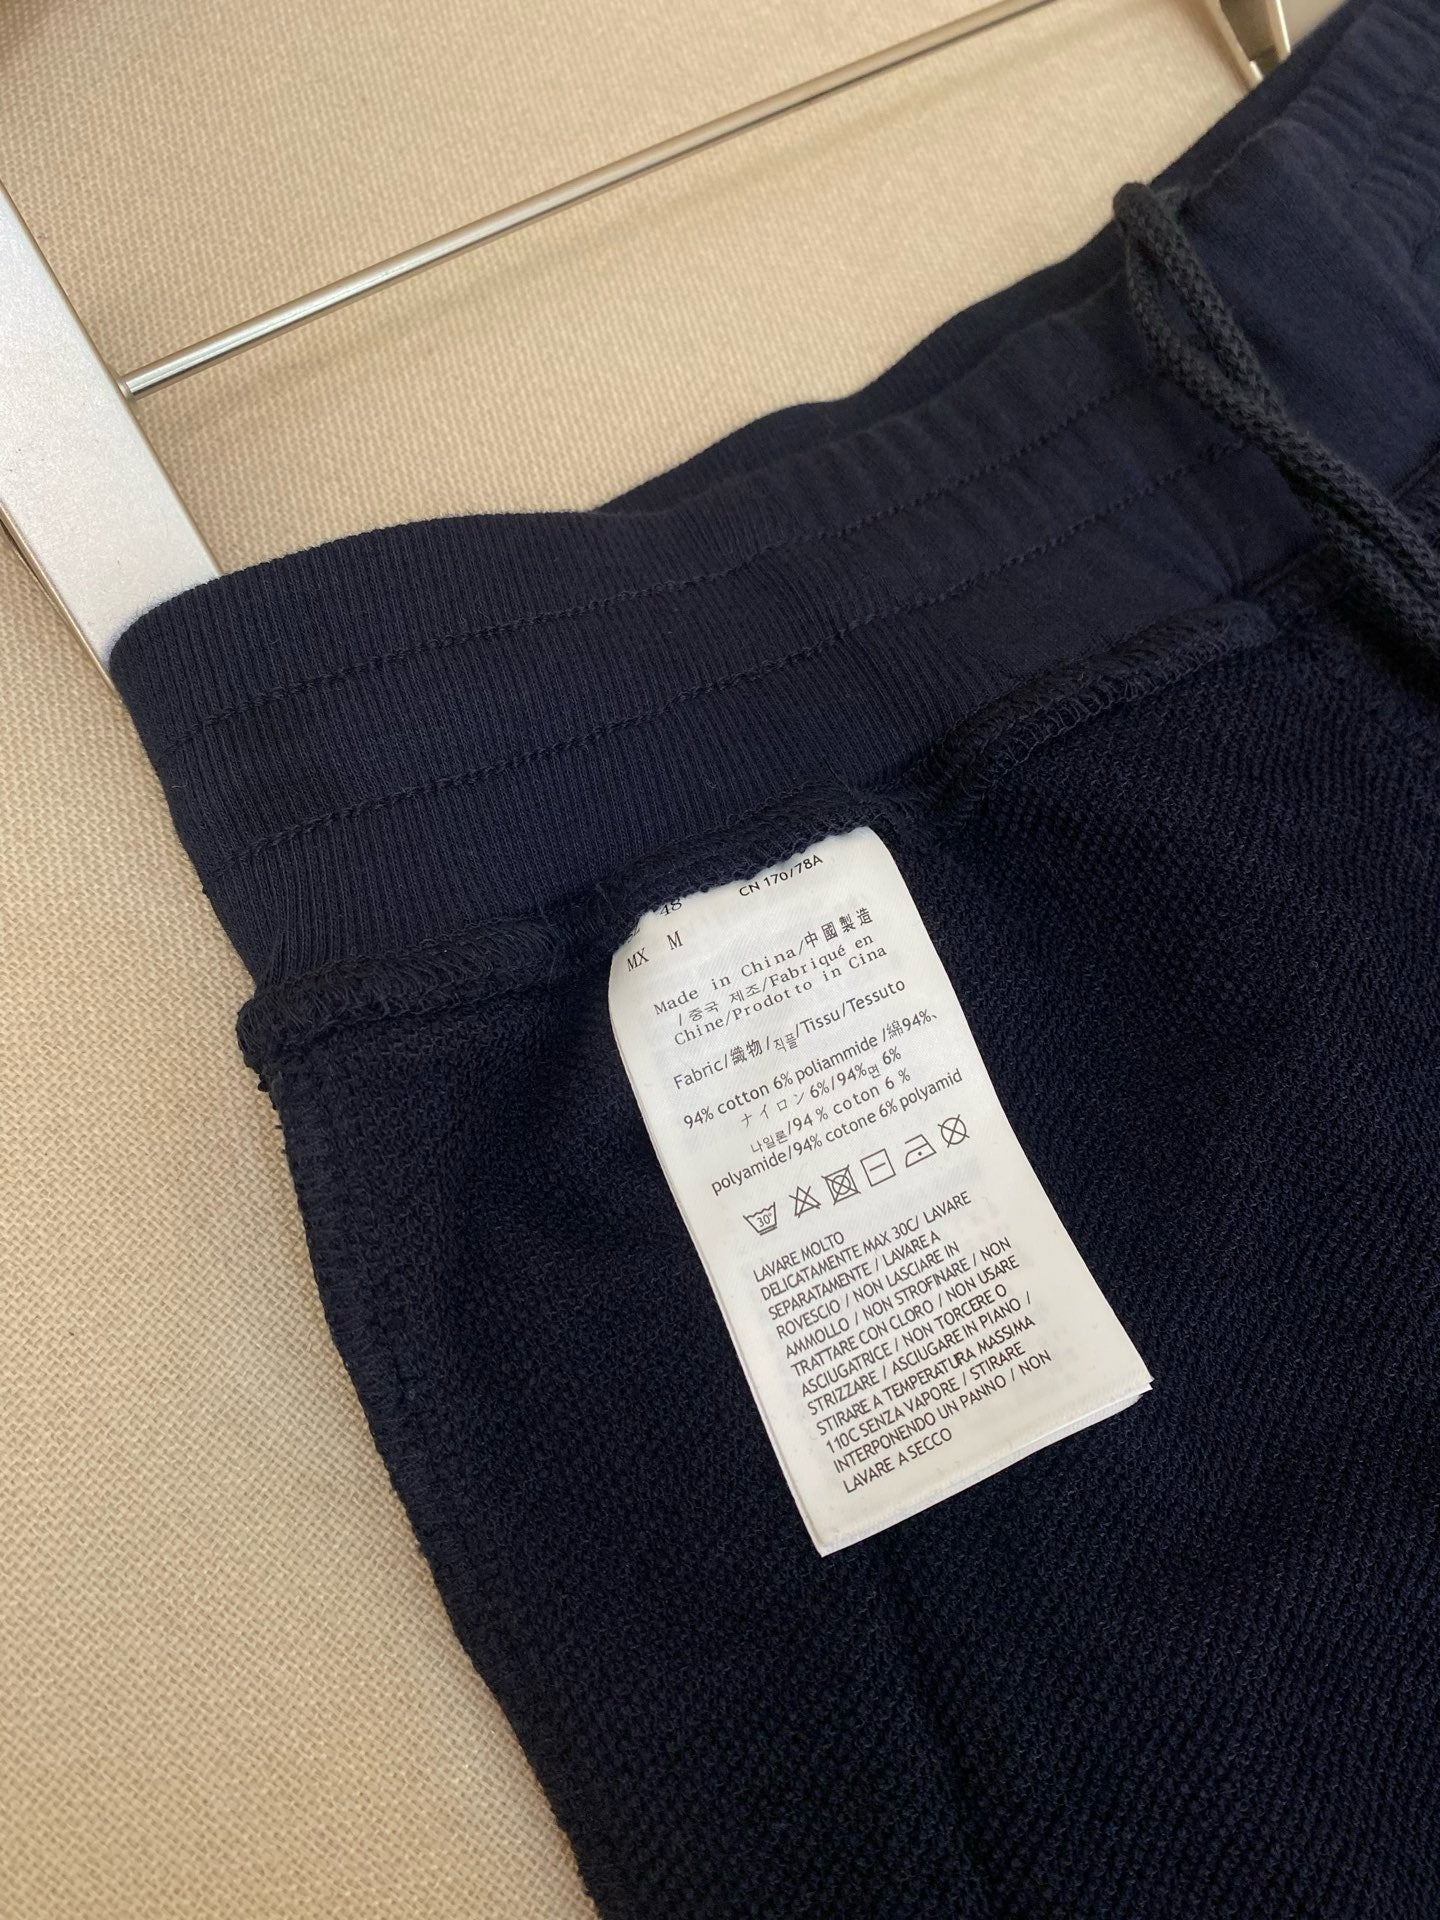 48 CN 170/78A
MX M
Made in China/中國製造
/중국 제조/Fabriqué en
Chine/Prodotto in Cina
Fabric/織物/직플/Tissu/Tessuto
94% cotton 6% poliammide /綿94%、
ナイロン 6%/94%면 6%
나일론/94 % coton 6 %
polyamide/94% cotone 6% polyamid
30°
LAVARE MOLTO
DELICATAMENTE MAX 30C/ LAVARE
SEPARATAMENTE / LAVARE A
ROVESCIO / NON LASCIARE IN
AMMOLLO / NON STROFINARE / NON
TRATTARE CON CLORO / NON USARE
ASCIUGATRICE / NON TORCERE O
STRIZZARE / ASCIUGARE IN PIANO /
STIRARE A TEMPERATURA MASSIMA
110C SENZA VAPORE / STIRARE
INTERPONENDO UN PANNO / NON
LAVARE A SECCO